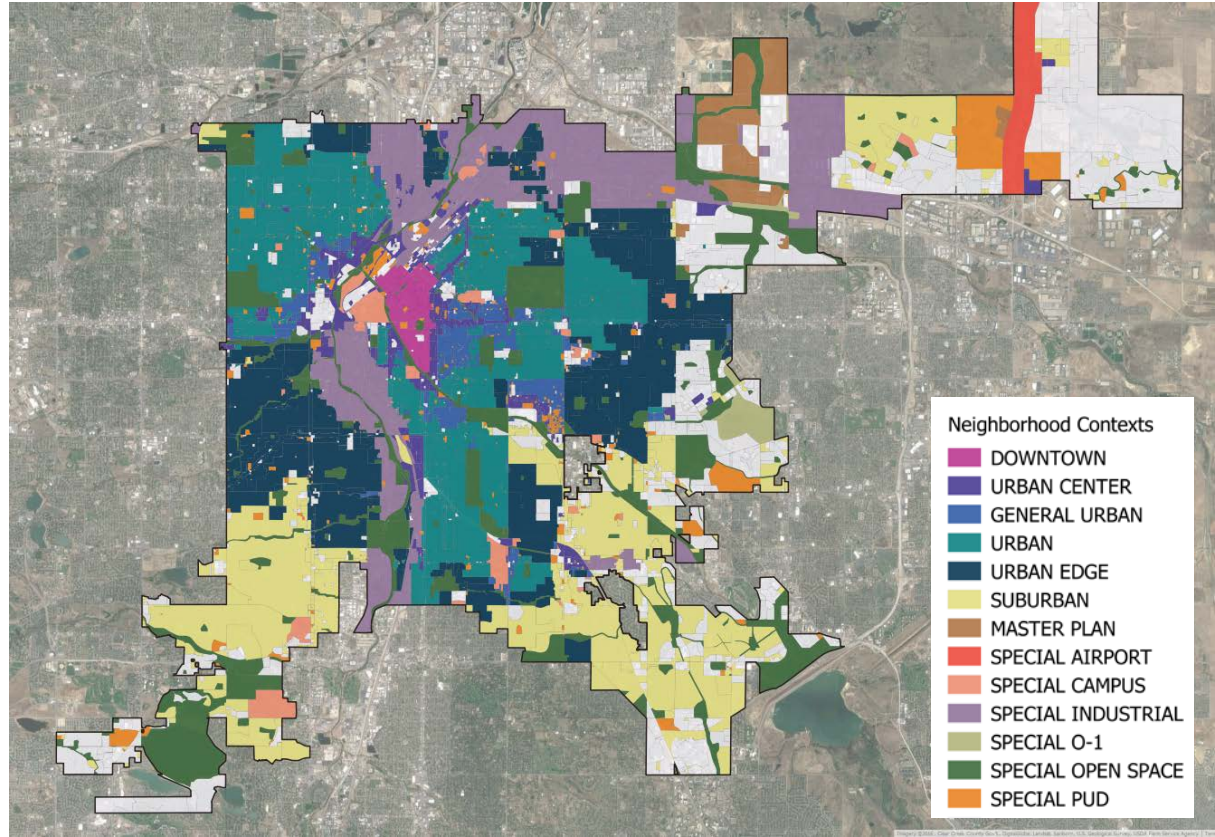 Neighborhood Contexts
DOWNTOWN
URBAN CENTER
GENERAL URBAN
URBAN
URBAN EDGE
SUBURBAN
MASTER PLAN
SPECIAL AIRPORT
SPECIAL CAMPUS
SPECIAL INDUSTRIAL
SPECIAL O-1
SPECIAL OPEN SPACE
SPECIAL PUD